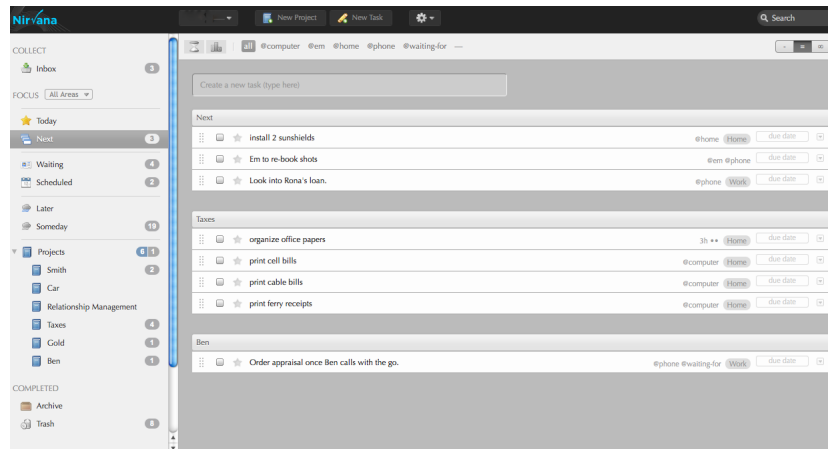 Nirvana
New Project
New Task
Search
COLLECT
Inbox 3
FOCUS All Areas
Today
Next 3
Waiting 4
Scheduled 2
Later
Someday 19
Projects 6 1
Smith 2
Car
Relationship Management
Taxes 4
Gold 1
Ben 1
COMPLETED
Archive
Trash 8
all @computer @em @home @phone @waiting-for —
Create a new task (type here)
Next
install 2 sunshields @home Home due date
Em to re-book shots @em @phone due date
Look into Rona's loan. @phone Work due date
Taxes
organize office papers 3h •• Home due date
print cell bills @computer Home due date
print cable bills @computer Home due date
print ferry receipts @computer Home due date
Ben
Order appraisal once Ben calls with the go. @phone @waiting-for Work due date